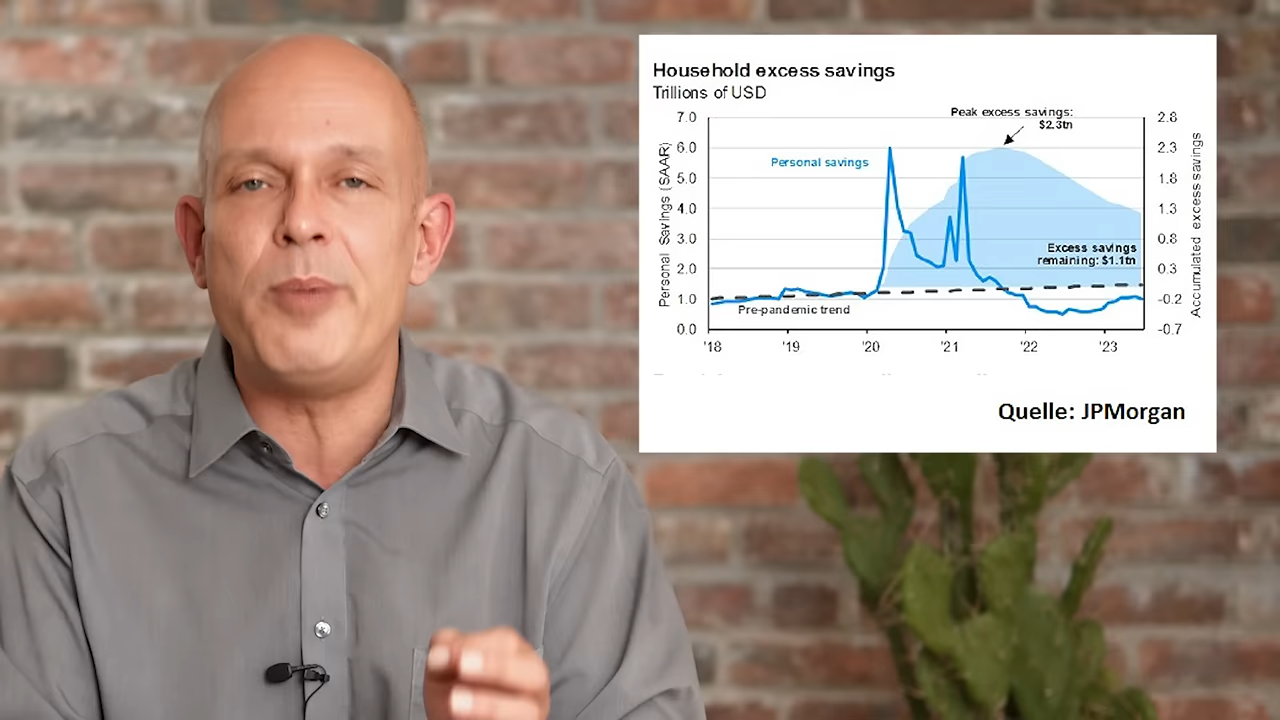 Household excess savings
Trillions of USD
Peak excess savings:
$2.3tn
7.0
6.0
5.0
4.0
3.0
2.0
1.0
0.0
Personal Savings (SAAR)
Personal savings
Excess savings
remaining: $1.1tn
Pre-pandemic trend
2.8
2.3
1.8
1.3
0.8
0.3
-0.2
-0.7
Accumulated excess savings
'18 '19 '20 '21 '22 '23
Quelle: JPMorgan